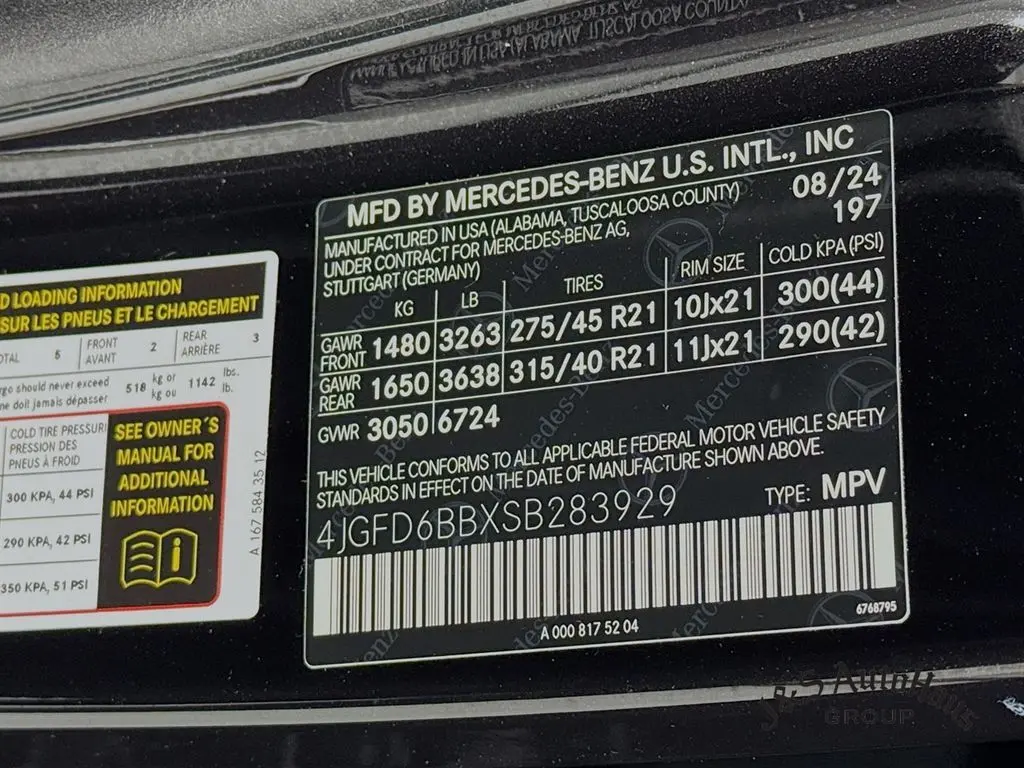 MFD BY MERCEDES-BENZ U.S. INTL., INC
MANUFACTURED IN USA (ALABAMA, TUSCALOOSA COUNTY)
UNDER CONTRACT FOR MERCEDES-BENZ AG,
STUTTGART (GERMANY)
08/24
197
KG LB TIRES RIM SIZE COLD KPA (PSI)
GAWR FRONT 1480 3263 275/45 R21 10Jx21 300(44)
GAWR REAR 1650 3638 315/40 R21 11Jx21 290(42)
GVWR 3050 6724
THIS VEHICLE CONFORMS TO ALL APPLICABLE FEDERAL MOTOR VEHICLE SAFETY
STANDARDS IN EFFECT ON THE DATE OF MANUFACTURE SHOWN ABOVE.
4JGFD6BBXSB283929 TYPE: MPV
6768795
A 000 817 52 04
LOADING INFORMATION
SUR LES PNEUS ET LE CHARGEMENT
5 FRONT AVANT 2 REAR ARRIÈRE 3
should never exceed 518 kg or 1142 lbs.
doit jamais dépasser kg ou lb.
COLD TIRE
PRESSION DES
PNEUS À FROID
300 KPA, 44 PSI
290 KPA, 42 PSI
350 KPA, 51 PSI
SEE OWNER'S
MANUAL FOR
ADDITIONAL
INFORMATION
A 167 584 35 12
GROUP